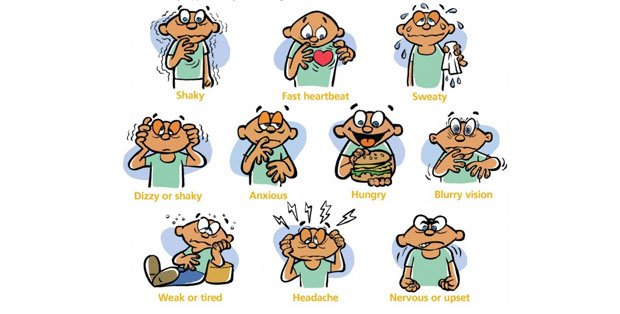 Shaky
Fast heartbeat
Sweaty
Dizzy or shaky
Anxious
Hungry
Blurry vision
Weak or tired
Headache
Nervous or upset